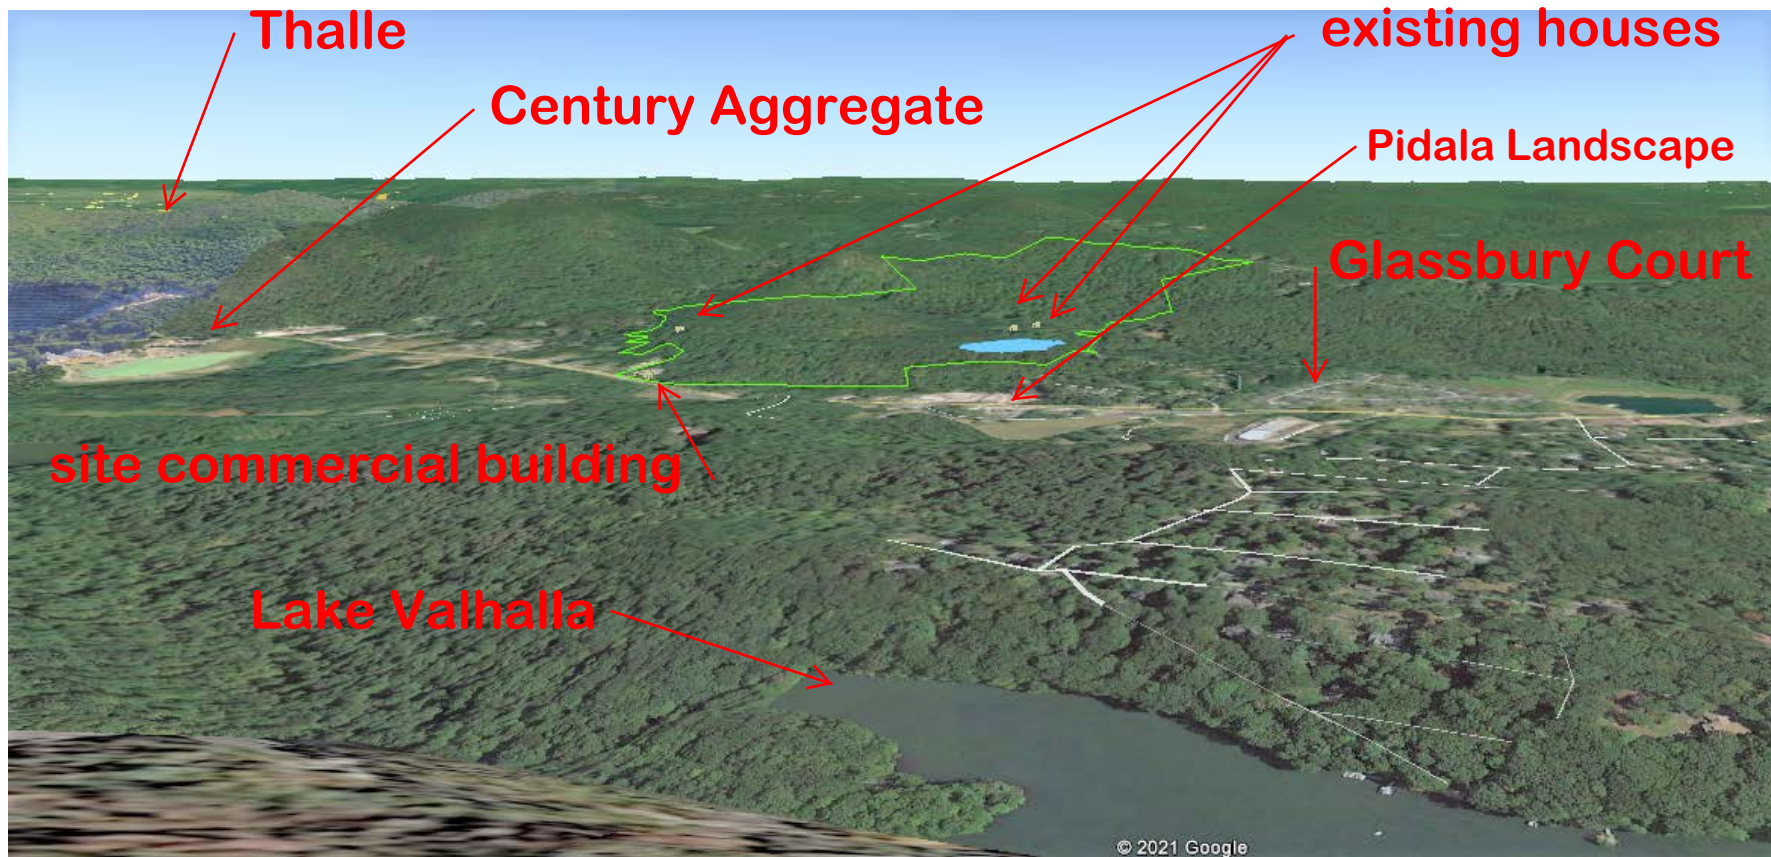 Thalle
existing houses
Century Aggregate
Pidala Landscape
Glassbury Court
site commercial building
Lake Valhalla
© 2021 Google